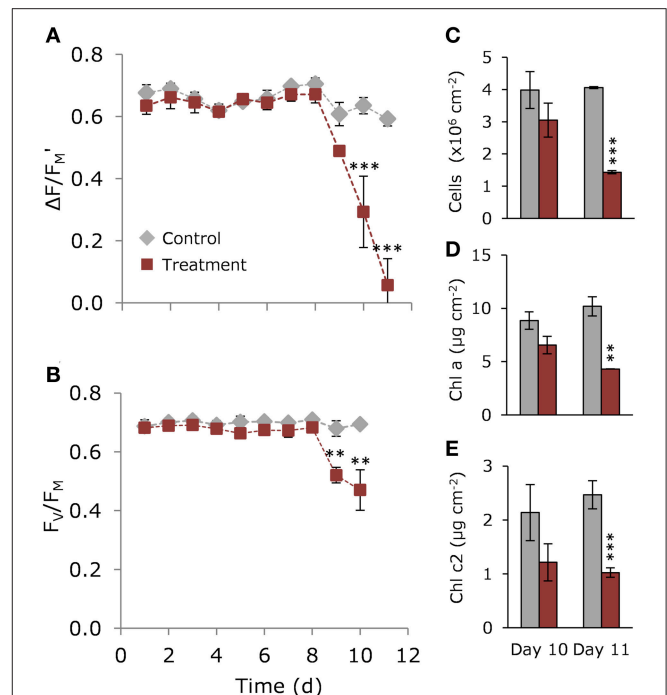 A
0.8
0.6
0.4
0.2
0.0
ΔF/F_M'
***
***
Control
Treatment
B
0.8
0.6
0.4
0.2
0.0
F_V/F_M
**
**
0 2 4 6 8 10 12
Time (d)
C
5
4
3
2
1
0
Cells (x10⁶ cm⁻²)
***
D
15
10
5
0
Chl a (µg cm⁻²)
**
E
3
2
1
0
Chl c2 (µg cm⁻²)
***
Day 10 Day 11